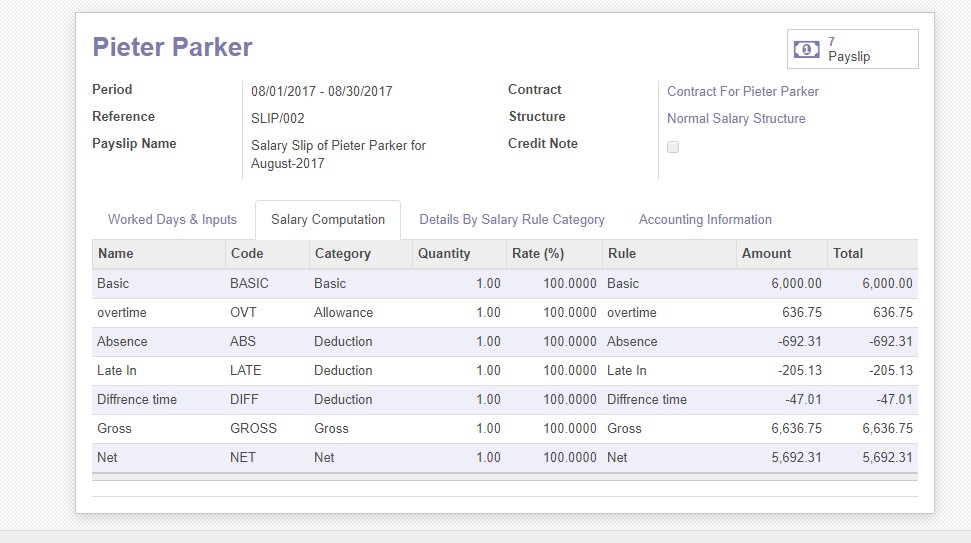 Pieter Parker
7
Payslip
Period 08/01/2017 - 08/30/2017 Contract Contract For Pieter Parker
Reference SLIP/002 Structure Normal Salary Structure
Payslip Name Salary Slip of Pieter Parker for Credit Note
August-2017
Worked Days & Inputs Salary Computation Details By Salary Rule Category Accounting Information
Name Code Category Quantity Rate (%) Rule Amount Total
Basic BASIC Basic 1.00 100.0000 Basic 6,000.00 6,000.00
overtime OVT Allowance 1.00 100.0000 overtime 636.75 636.75
Absence ABS Deduction 1.00 100.0000 Absence -692.31 -692.31
Late In LATE Deduction 1.00 100.0000 Late In -205.13 -205.13
Diffrence time DIFF Deduction 1.00 100.0000 Diffrence time -47.01 -47.01
Gross GROSS Gross 1.00 100.0000 Gross 6,636.75 6,636.75
Net NET Net 1.00 100.0000 Net 5,692.31 5,692.31